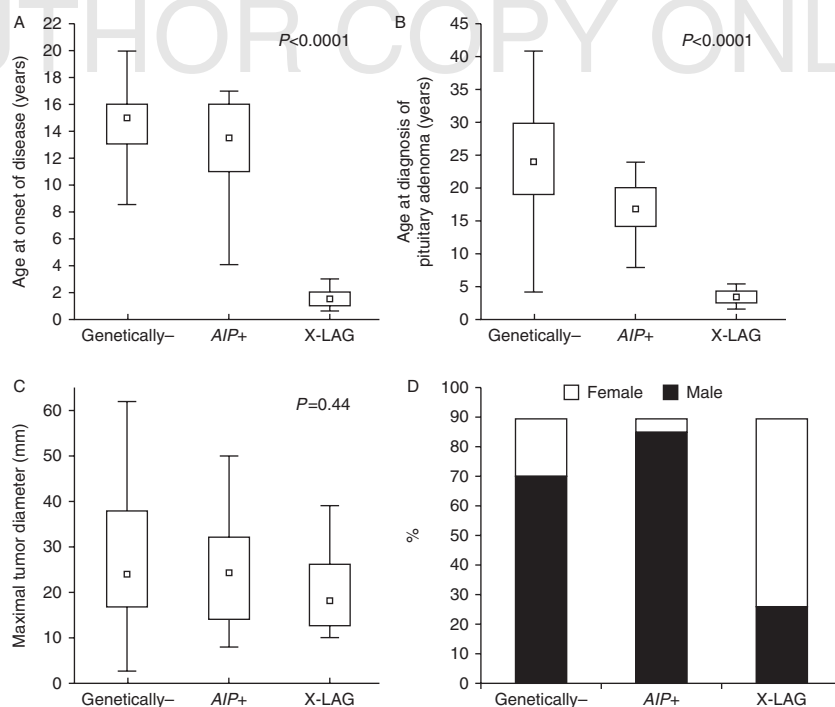 THOR COPY ONL
A
P<0.0001
Age at onset of disease (years)
22
20
18
16
14
12
10
8
6
4
2
0
Genetically–
AIP+
X-LAG
B
P<0.0001
Age at diagnosis of
pituitary adenoma (years)
45
40
35
30
25
20
15
10
5
0
Genetically–
AIP+
X-LAG
C
P=0.44
Maximal tumor diameter (mm)
60
50
40
30
20
10
0
Genetically–
AIP+
X-LAG
D
Female
Male
%
100
90
80
70
60
50
40
30
20
10
0
Genetically–
AIP+
X-LAG